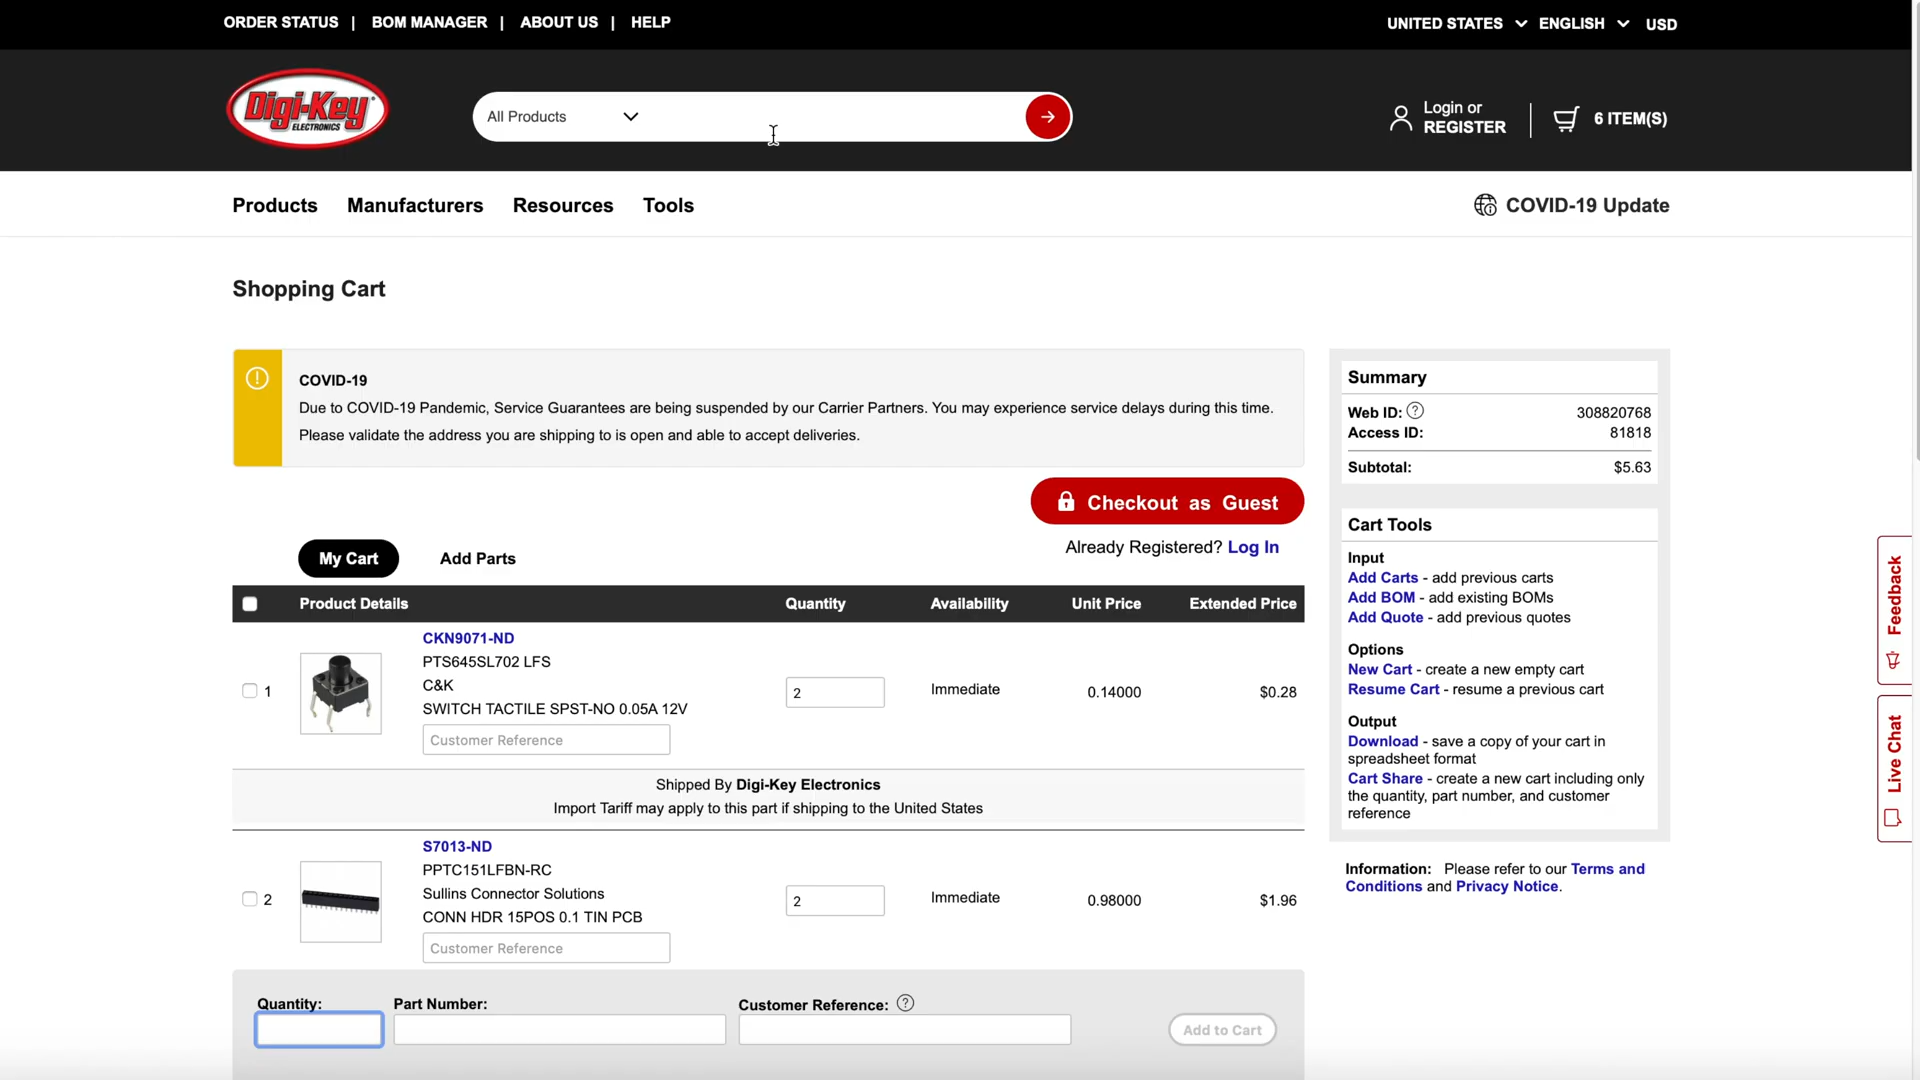 ORDER STATUS | BOM MANAGER | ABOUT US | HELP
UNITED STATES ENGLISH USD
Digi-Key
ELECTRONICS
All Products
Login or
REGISTER
6 ITEM(S)
Products Manufacturers Resources Tools
COVID-19 Update
Shopping Cart
COVID-19
Due to COVID-19 Pandemic, Service Guarantees are being suspended by our Carrier Partners. You may experience service delays during this time.
Please validate the address you are shipping to is open and able to accept deliveries.
Checkout as Guest
Already Registered? Log In
My Cart Add Parts
Product Details Quantity Availability Unit Price Extended Price
CKN9071-ND
PTS645SL702 LFS
C&K
SWITCH TACTILE SPST-NO 0.05A 12V
Customer Reference
1 2 Immediate 0.14000 $0.28
Shipped By Digi-Key Electronics
Import Tariff may apply to this part if shipping to the United States
S7013-ND
PPTC151LFBN-RC
Sullins Connector Solutions
CONN HDR 15POS 0.1 TIN PCB
Customer Reference
2 2 Immediate 0.98000 $1.96
Quantity: Part Number: Customer Reference: ?
Add to Cart
Summary
Web ID: ? 308820768
Access ID: 81818
Subtotal: $5.63
Cart Tools
Input
Add Carts - add previous carts
Add BOM - add existing BOMs
Add Quote - add previous quotes
Options
New Cart - create a new empty cart
Resume Cart - resume a previous cart
Output
Download - save a copy of your cart in
spreadsheet format
Cart Share - create a new cart including only
the quantity, part number, and customer
reference
Information: Please refer to our Terms and
Conditions and Privacy Notice.
Feedback
Live Chat